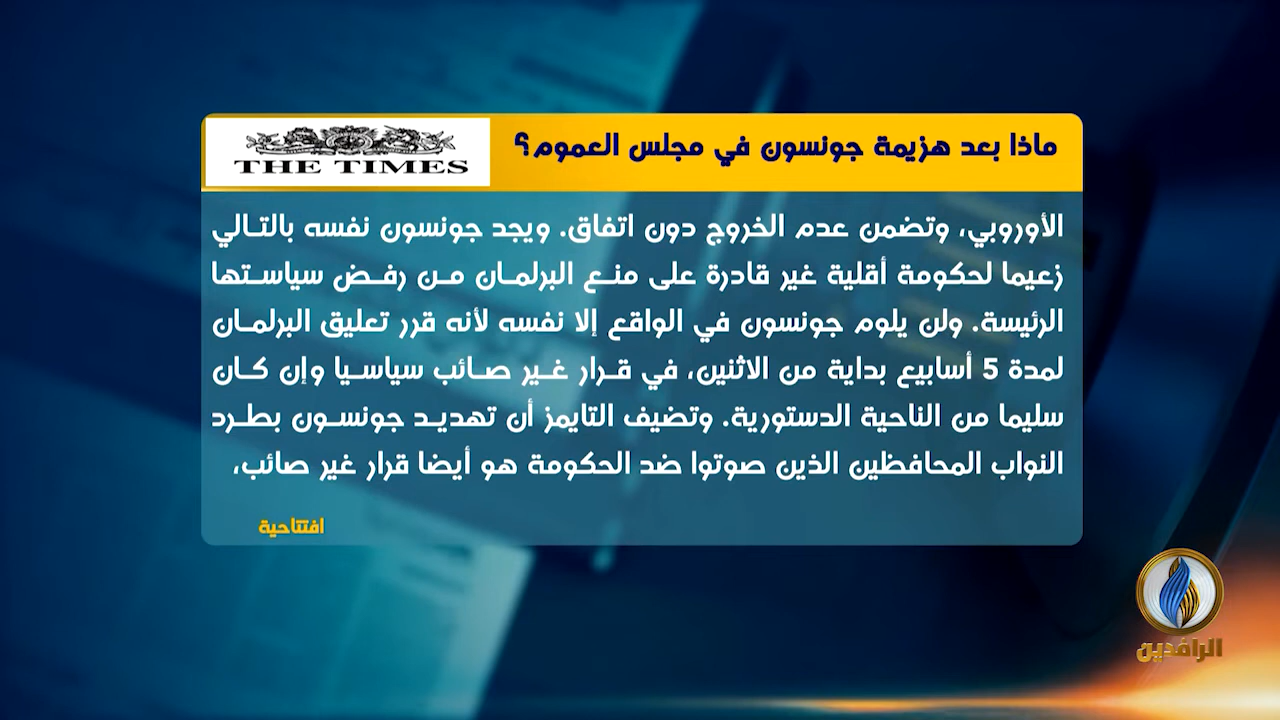 ماذا بعد هزيمة جونسون في مجلس العموم؟
THE TIMES
الأوروبي، وتضمن عدم الخروج دون اتفاق. ويجد جونسون نفسه بالتالي
زعيما لحكومة أقلية غير قادرة على منع البرلمان من رفض سياستها
الرئيسة. ولن يلوم جونسون في الواقع إلا نفسه لأنه قرر تعليق البرلمان
لمدة 5 أسابيع بداية من الاثنين، في قرار غير صائب سياسيا وإن كان
سليما من الناحية الدستورية. وتضيف التايمز أن تهديد جونسون بطرد
النواب المحافظين الذين صوتوا ضد الحكومة هو أيضا قرار غير صائب،
افتتاحية
الرافدين